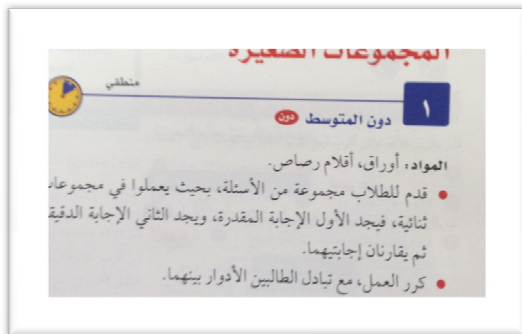 المجموعات الصغيرة
منطقي
١
دون المتوسط دون
المواد: أوراق، أقلام رصاص.
• قدم للطلاب مجموعة من الأسئلة، بحيث يعملوا في مجموعات
ثنائية، فيجد الأول الإجابة المقدرة، ويجد الثاني الإجابة الدقيقة
ثم يقارنان إجابتيهما.
• كرر العمل، مع تبادل الطالبين الأدوار بينهما.